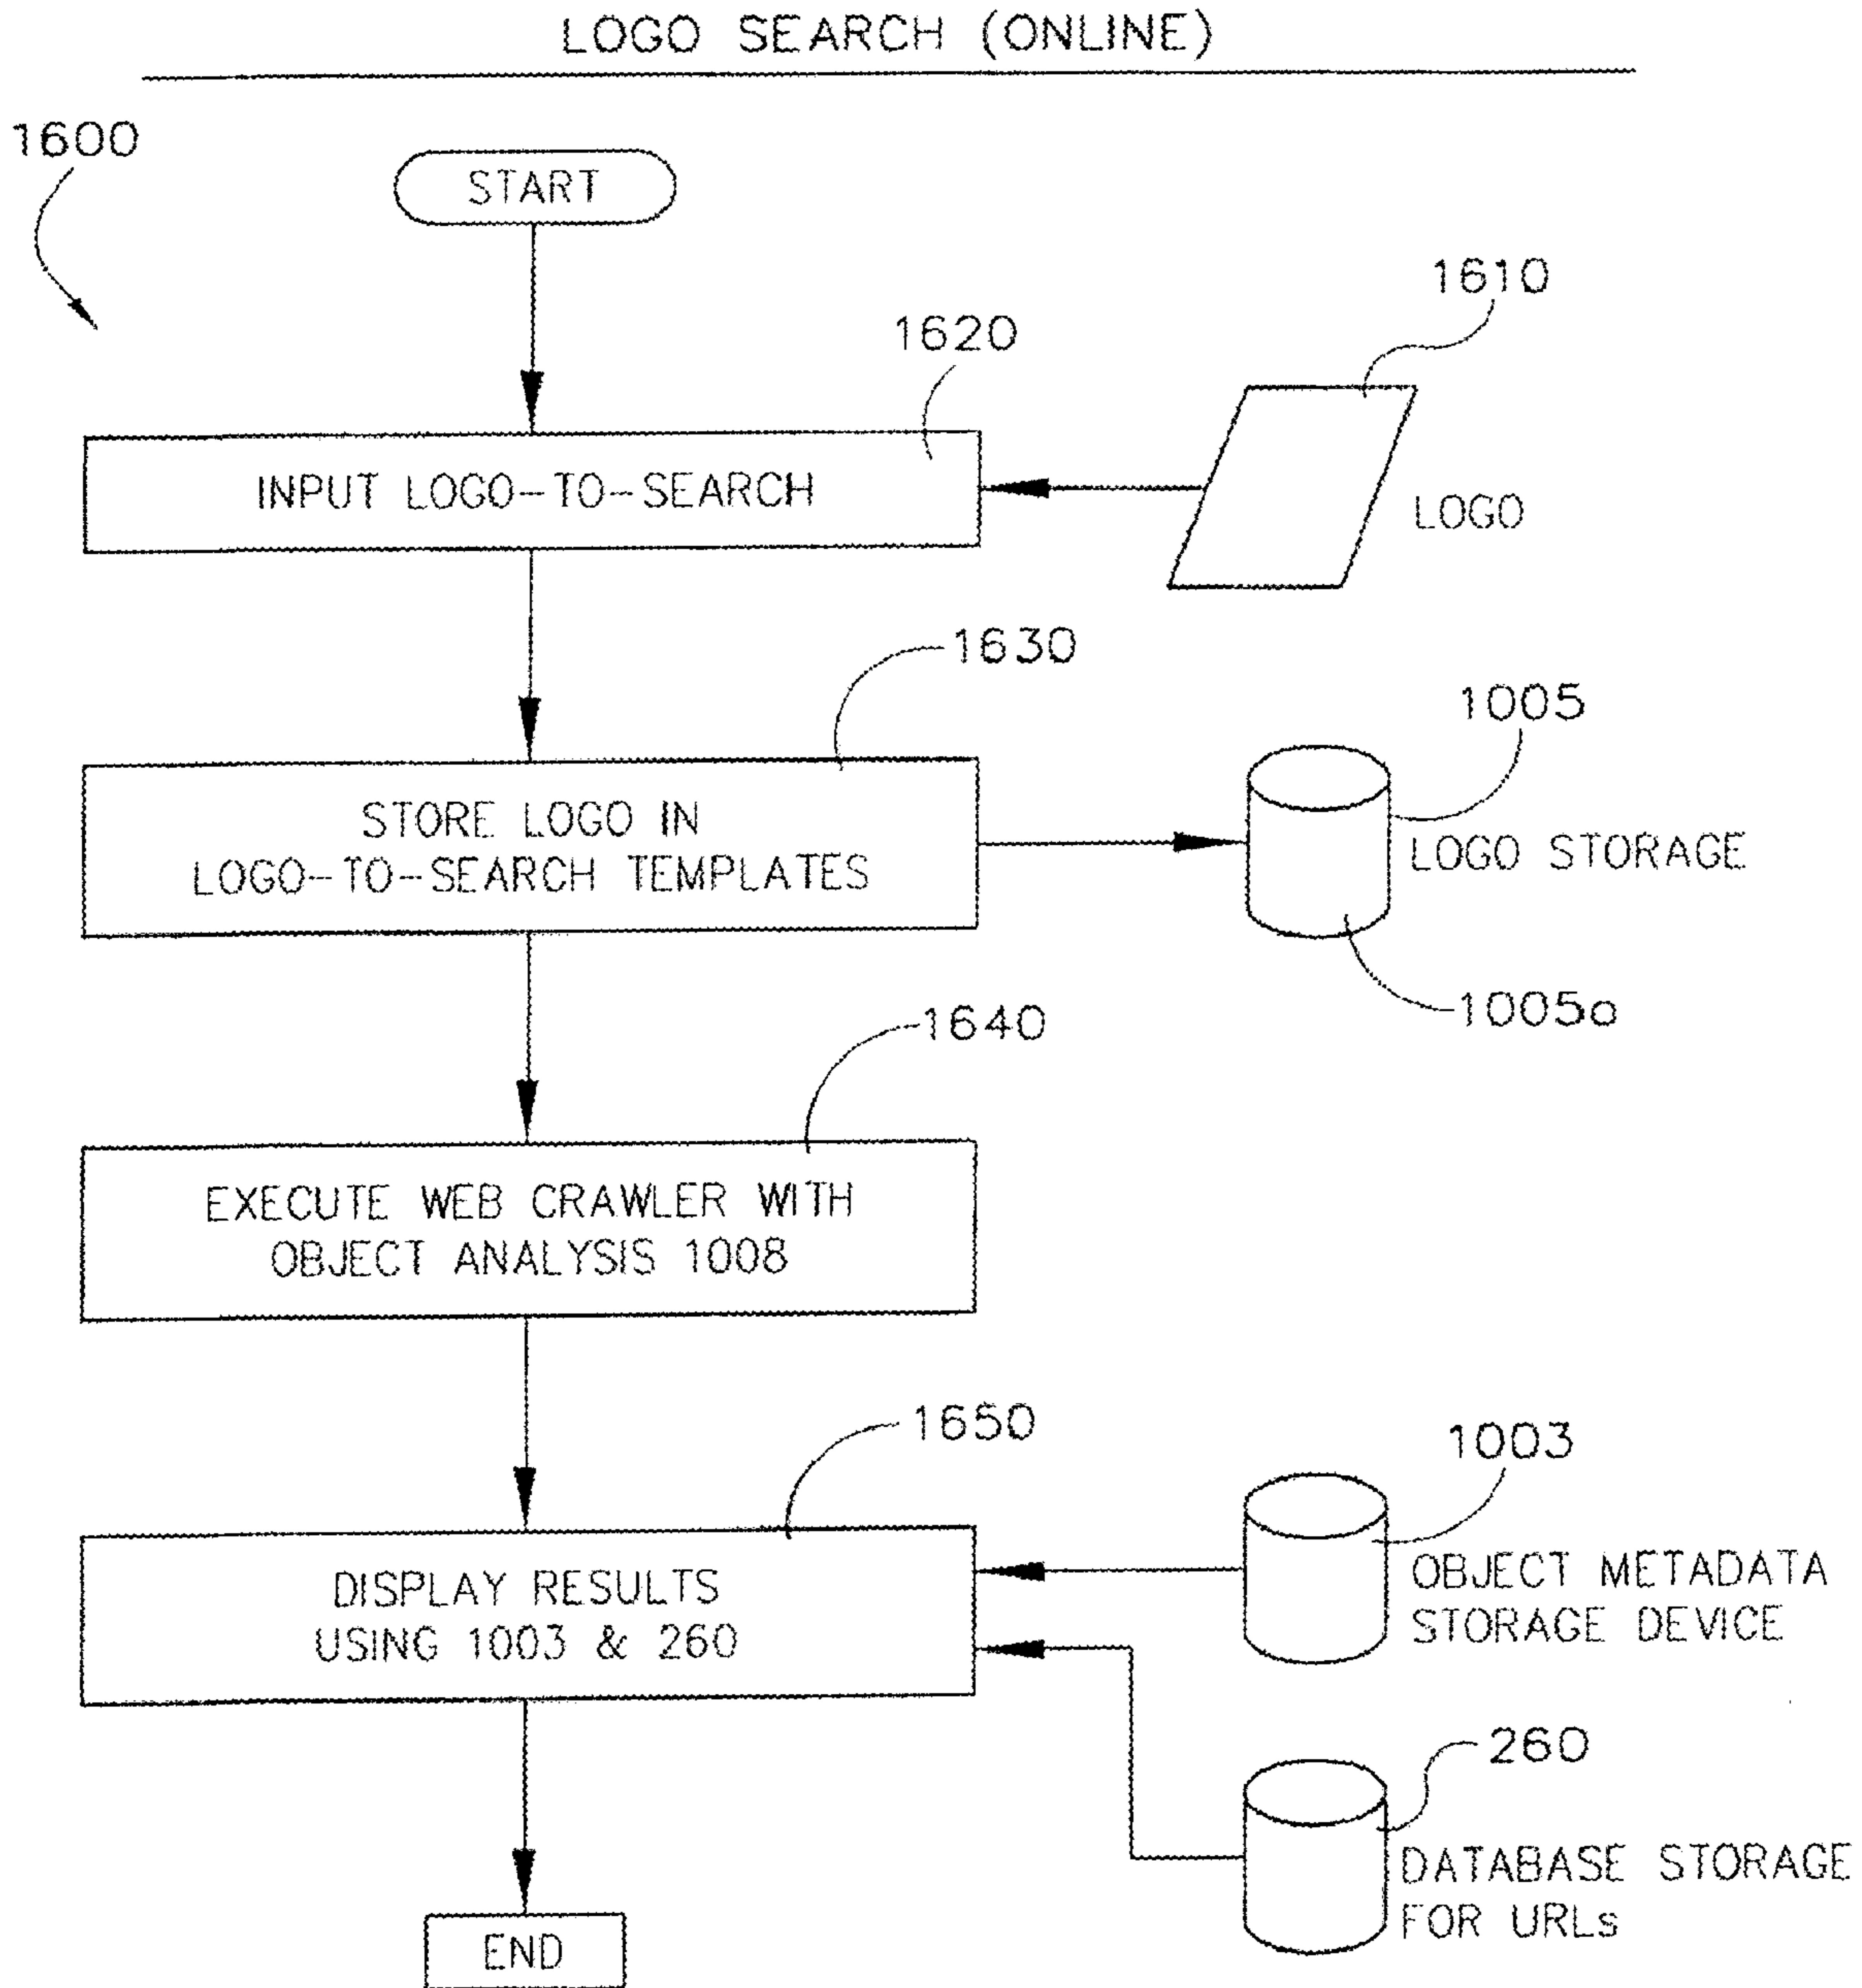 LOGO SEARCH (ONLINE)
1600
START
1610
1620
INPUT LOGO-TO-SEARCH
LOGO
1630
1005
STORE LOGO IN
LOGO-TO-SEARCH TEMPLATES
LOGO STORAGE
1005a
1640
EXECUTE WEB CRAWLER WITH
OBJECT ANALYSIS 1008
1650
1003
DISPLAY RESULTS
USING 1003 & 260
OBJECT METADATA
STORAGE DEVICE
260
DATABASE STORAGE
FOR URLs
END